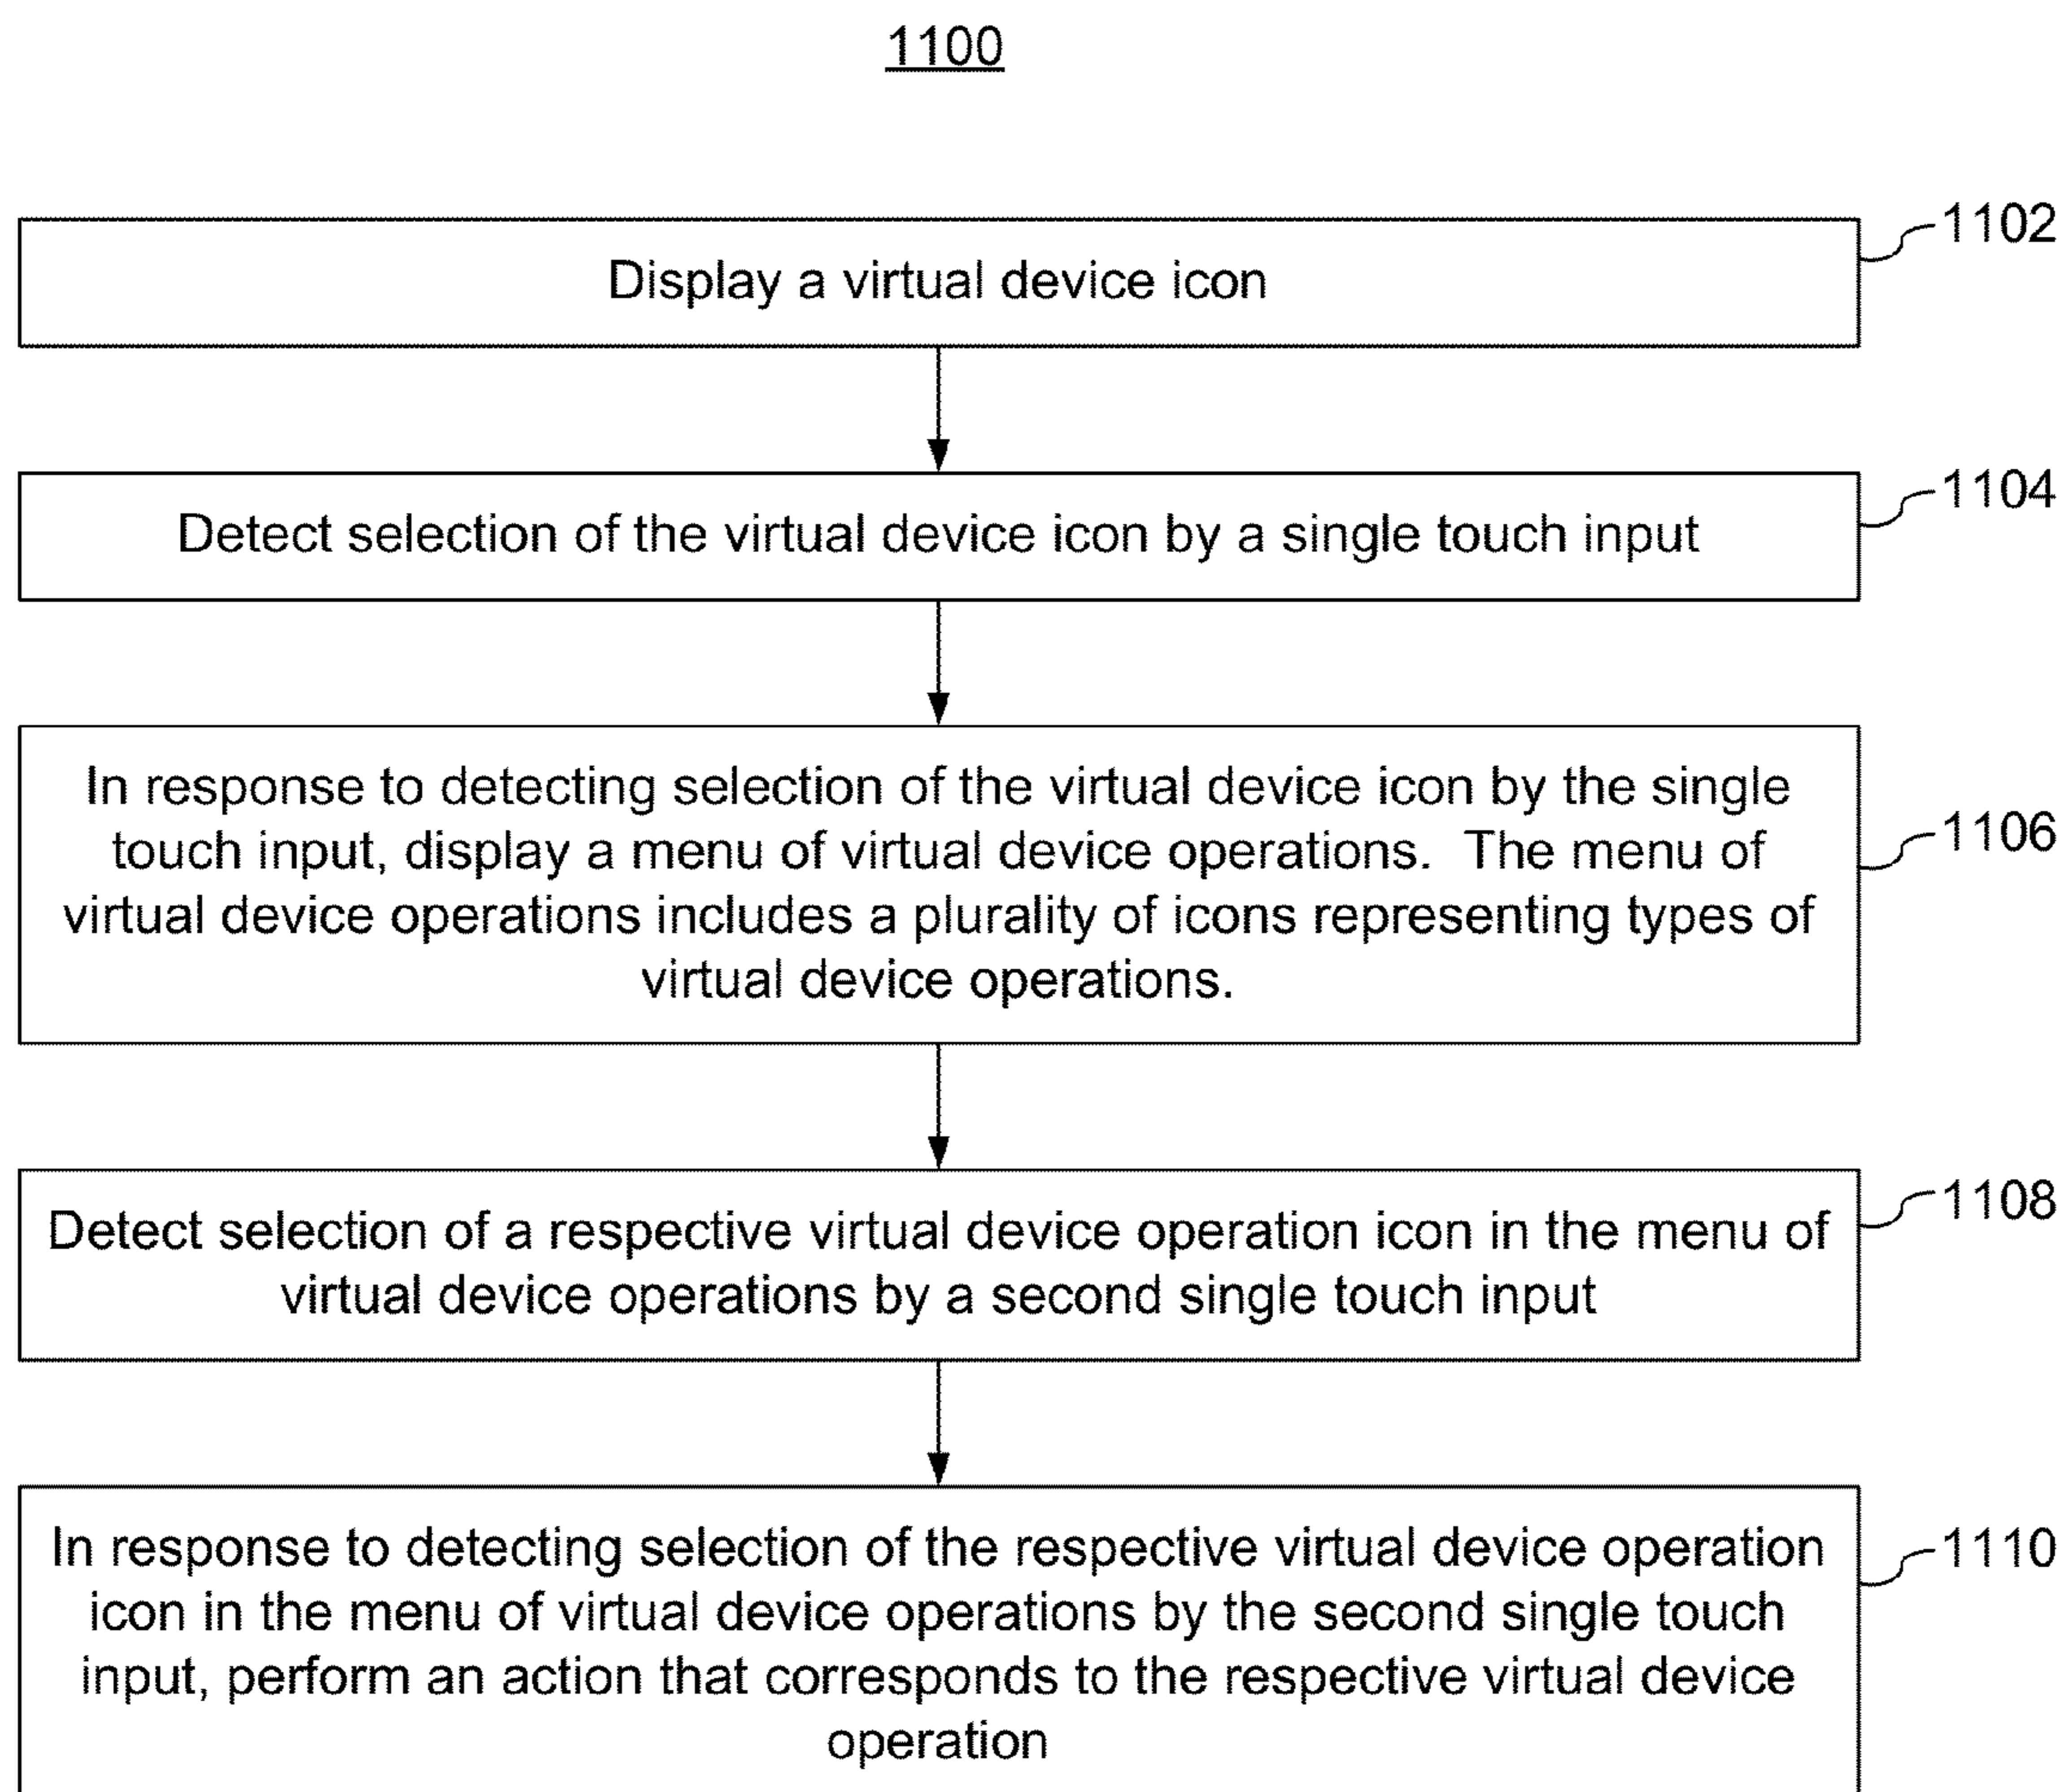 1100
1102
Display a virtual device icon
1104
Detect selection of the virtual device icon by a single touch input
In response to detecting selection of the virtual device icon by the single
touch input, display a menu of virtual device operations.  The menu of
1106
virtual device operations includes a plurality of icons representing types of
virtual device operations.
1108
Detect selection of a respective virtual device operation icon in the menu of
virtual device operations by a second single touch input
In response to detecting selection of the respective virtual device operation
1110
icon in the menu of virtual device operations by the second single touch
input, perform an action that corresponds to the respective virtual device
operation